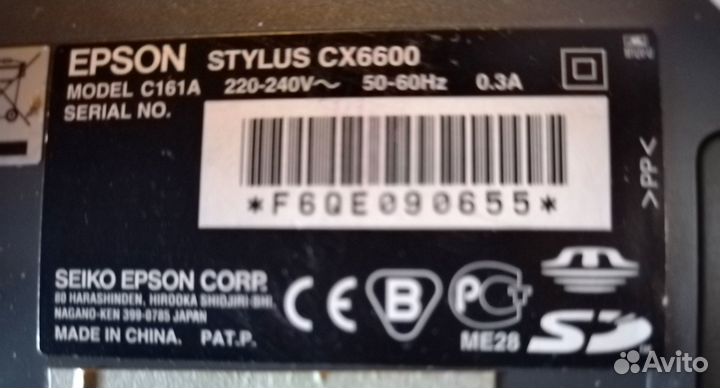 EPSON STYLUS CX6600
MODEL C161A 220-240V~ 50-60Hz 0.3A
SERIAL NO.
*F6QE090655*
>PP<
SEIKO EPSON CORP.
80 HARASHINDEN, HIROOKA SHIOJIRI-SHI,
NAGANO-KEN 399-0785 JAPAN
MADE IN CHINA. PAT.P.
CE B PCT
ME28
SD
Avito